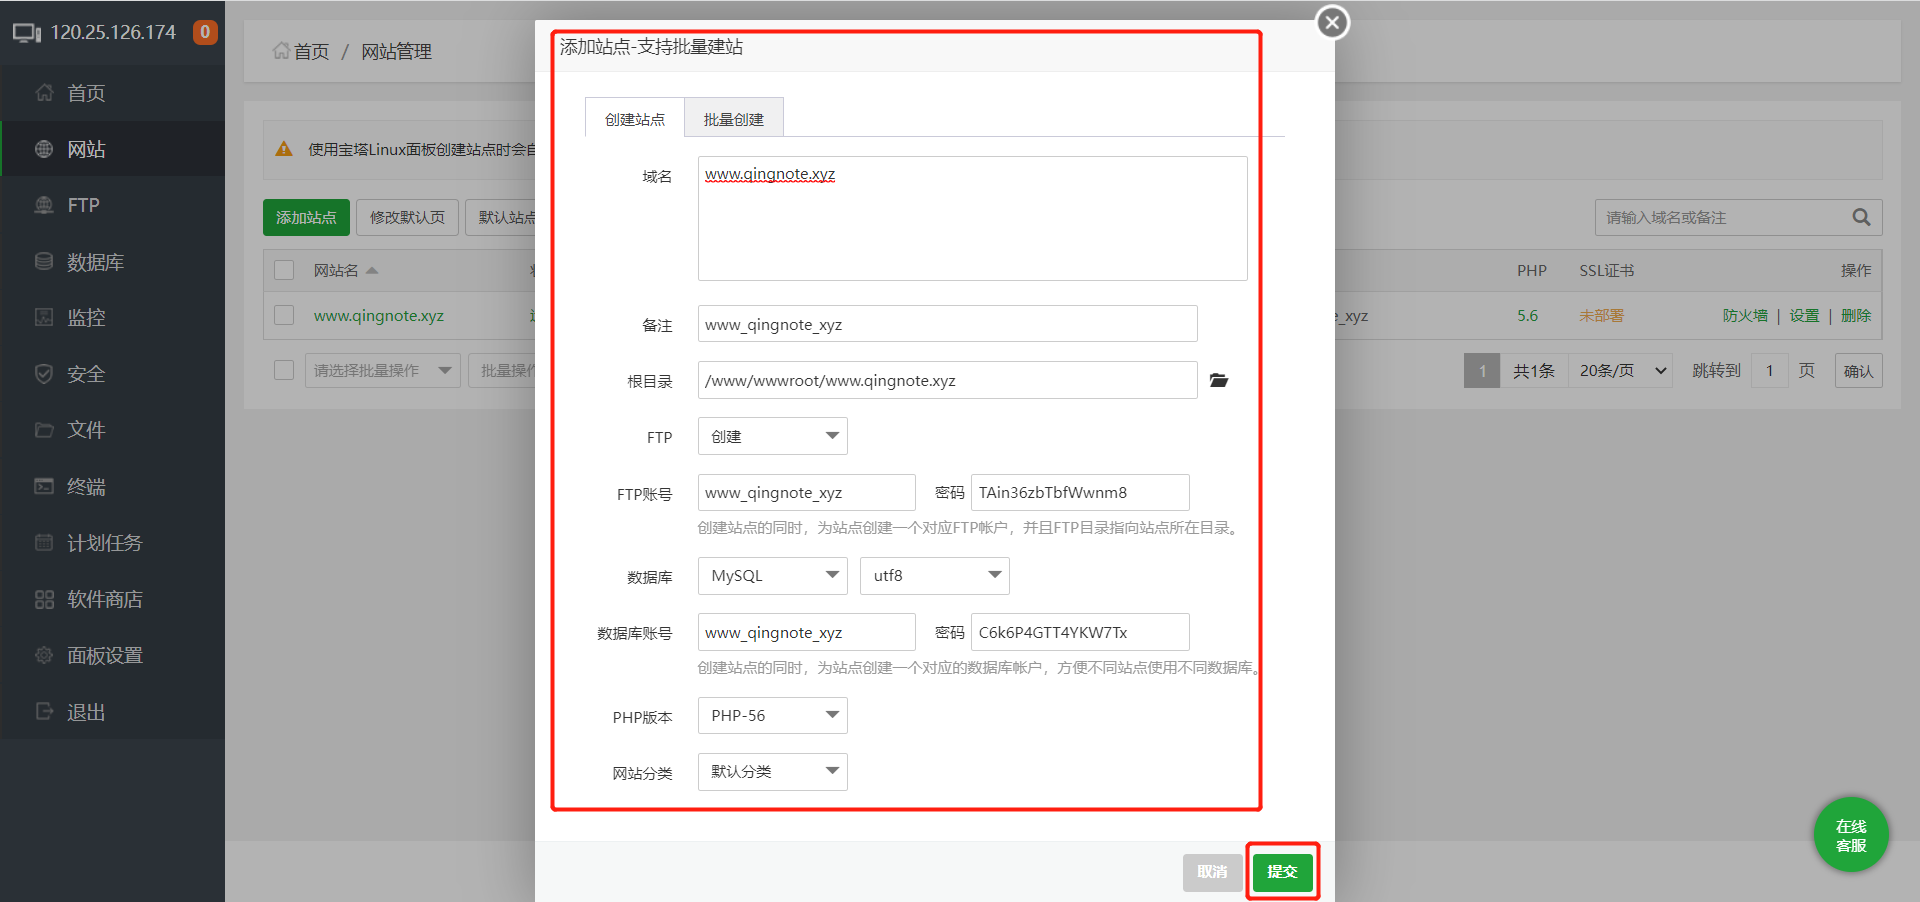 120.25.126.174 0
首页
网站
FTP
数据库
监控
安全
文件
终端
计划任务
软件商店
面板设置
退出
首页 / 网站管理
使用宝塔Linux面板创建站点时会自
添加站点 修改默认页 默认站点
请输入域名或备注
网站名 PHP SSL证书 操作
www.qingnote.xyz e_xyz 5.6 未部署 防火墙 | 设置 | 删除
请选择批量操作 批量操作
1 共1条 20条/页 跳转到 1 页 确认
添加站点-支持批量建站
创建站点 批量创建
域名 www.qingnote.xyz
备注 www_qingnote_xyz
根目录 /www/wwwroot/www.qingnote.xyz
FTP 创建
FTP账号 www_qingnote_xyz 密码 TAin36zbTbfWwnm8
创建站点的同时，为站点创建一个对应FTP帐户，并且FTP目录指向站点所在目录。
数据库 MySQL utf8
数据库账号 www_qingnote_xyz 密码 C6k6P4GTT4YKW7Tx
创建站点的同时，为站点创建一个对应的数据库帐户，方便不同站点使用不同数据库。
PHP版本 PHP-56
网站分类 默认分类
取消 提交
在线
客服